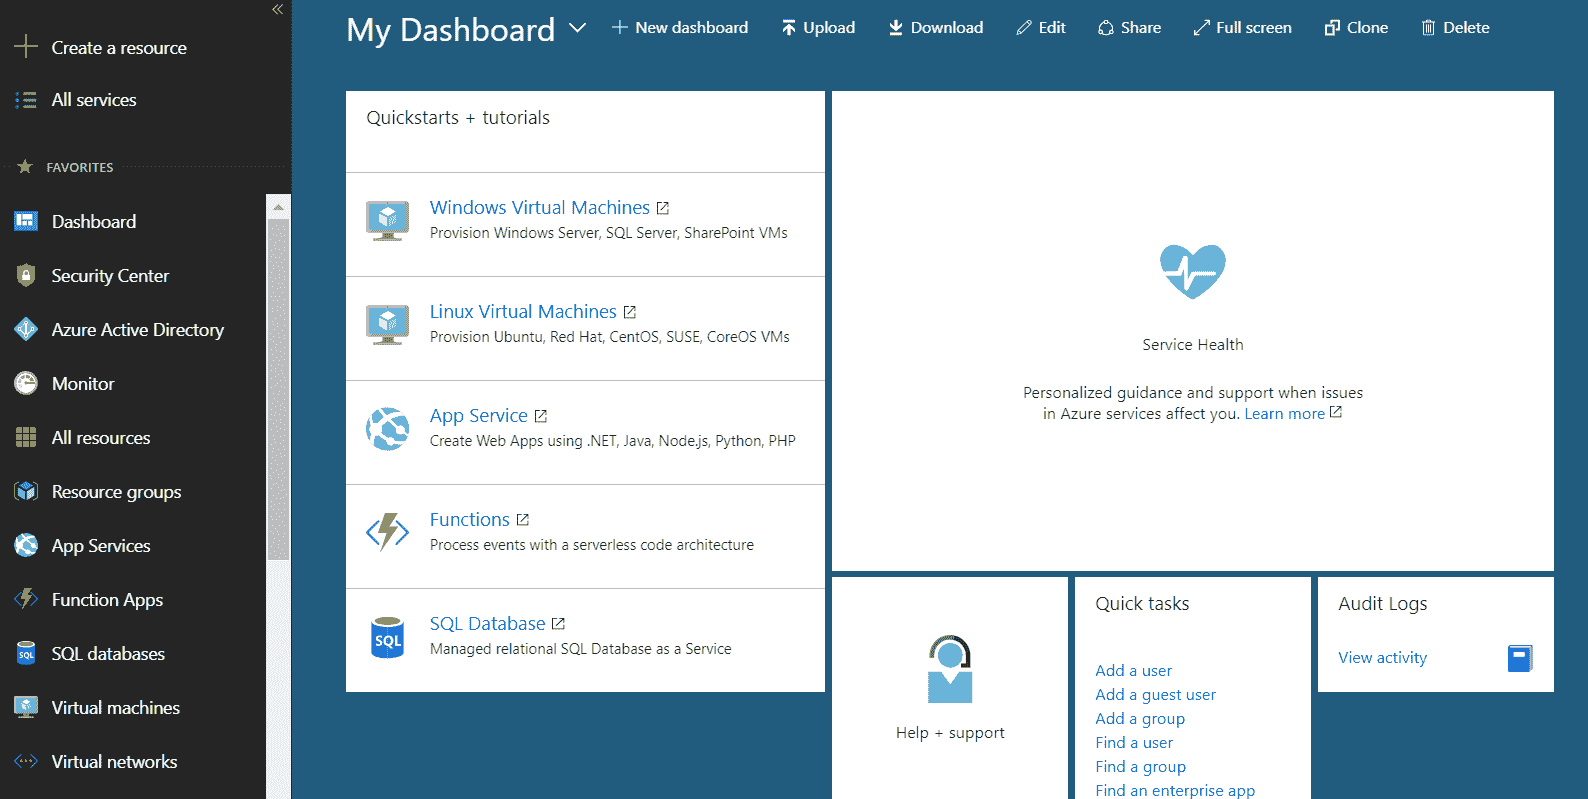 Create a resource
All services
FAVORITES
Dashboard
Security Center
Azure Active Directory
Monitor
All resources
Resource groups
App Services
Function Apps
SQL databases
Virtual machines
Virtual networks
My Dashboard
New dashboard
Upload
Download
Edit
Share
Full screen
Clone
Delete
Quickstarts + tutorials
Windows Virtual Machines
Provision Windows Server, SQL Server, SharePoint VMs
Linux Virtual Machines
Provision Ubuntu, Red Hat, CentOS, SUSE, CoreOS VMs
App Service
Create Web Apps using .NET, Java, Node.js, Python, PHP
Functions
Process events with a serverless code architecture
SQL
SQL Database
Managed relational SQL Database as a Service
Service Health
Personalized guidance and support when issues
in Azure services affect you. Learn more
Help + support
Quick tasks
Add a user
Add a guest user
Add a group
Find a user
Find a group
Find an enterprise app
Audit Logs
View activity